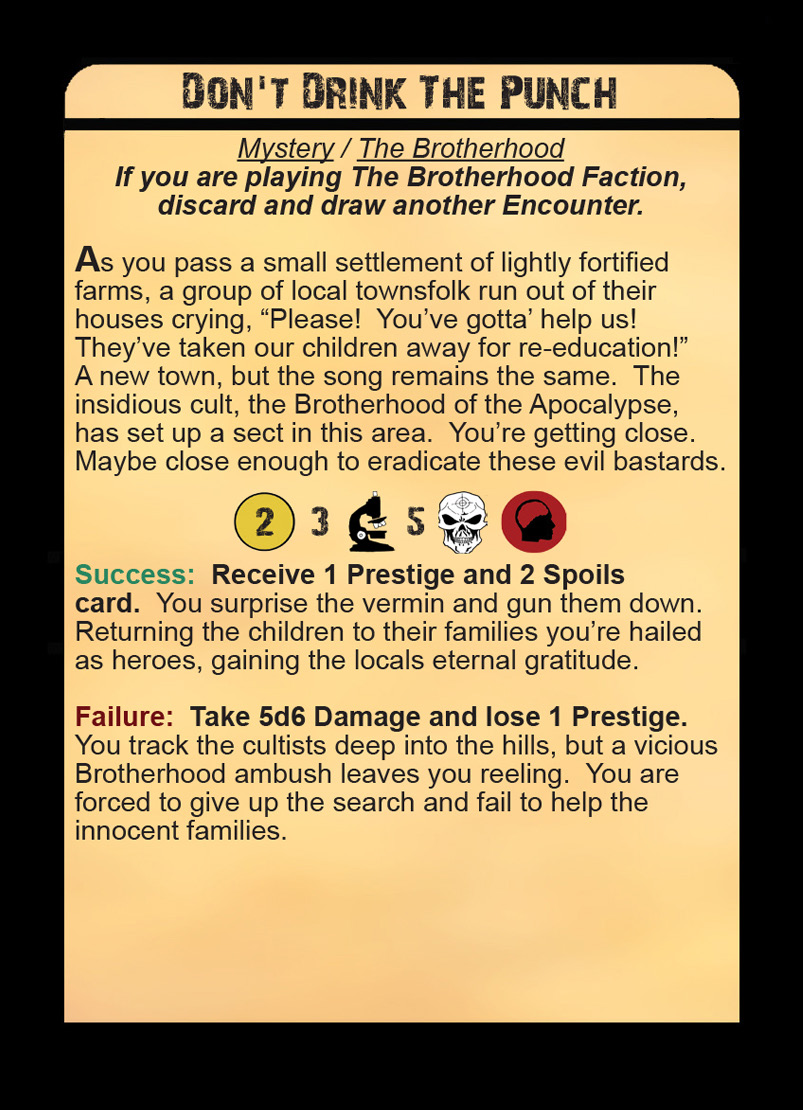 Don't Drink The Punch
Mystery / The Brotherhood
If you are playing The Brotherhood Faction,
discard and draw another Encounter.
As you pass a small settlement of lightly fortified
farms, a group of local townsfolk run out of their
houses crying, “Please!  You’ve gotta’ help us!
They’ve taken our children away for re-education!”
A new town, but the song remains the same.  The
insidious cult, the Brotherhood of the Apocalypse,
has set up a sect in this area.  You’re getting close.
Maybe close enough to eradicate these evil bastards.
2 3 5
Success:  Receive 1 Prestige and 2 Spoils
card.  You surprise the vermin and gun them down.
Returning the children to their families you’re hailed
as heroes, gaining the locals eternal gratitude.
Failure:  Take 5d6 Damage and lose 1 Prestige.
You track the cultists deep into the hills, but a vicious
Brotherhood ambush leaves you reeling.  You are
forced to give up the search and fail to help the
innocent families.